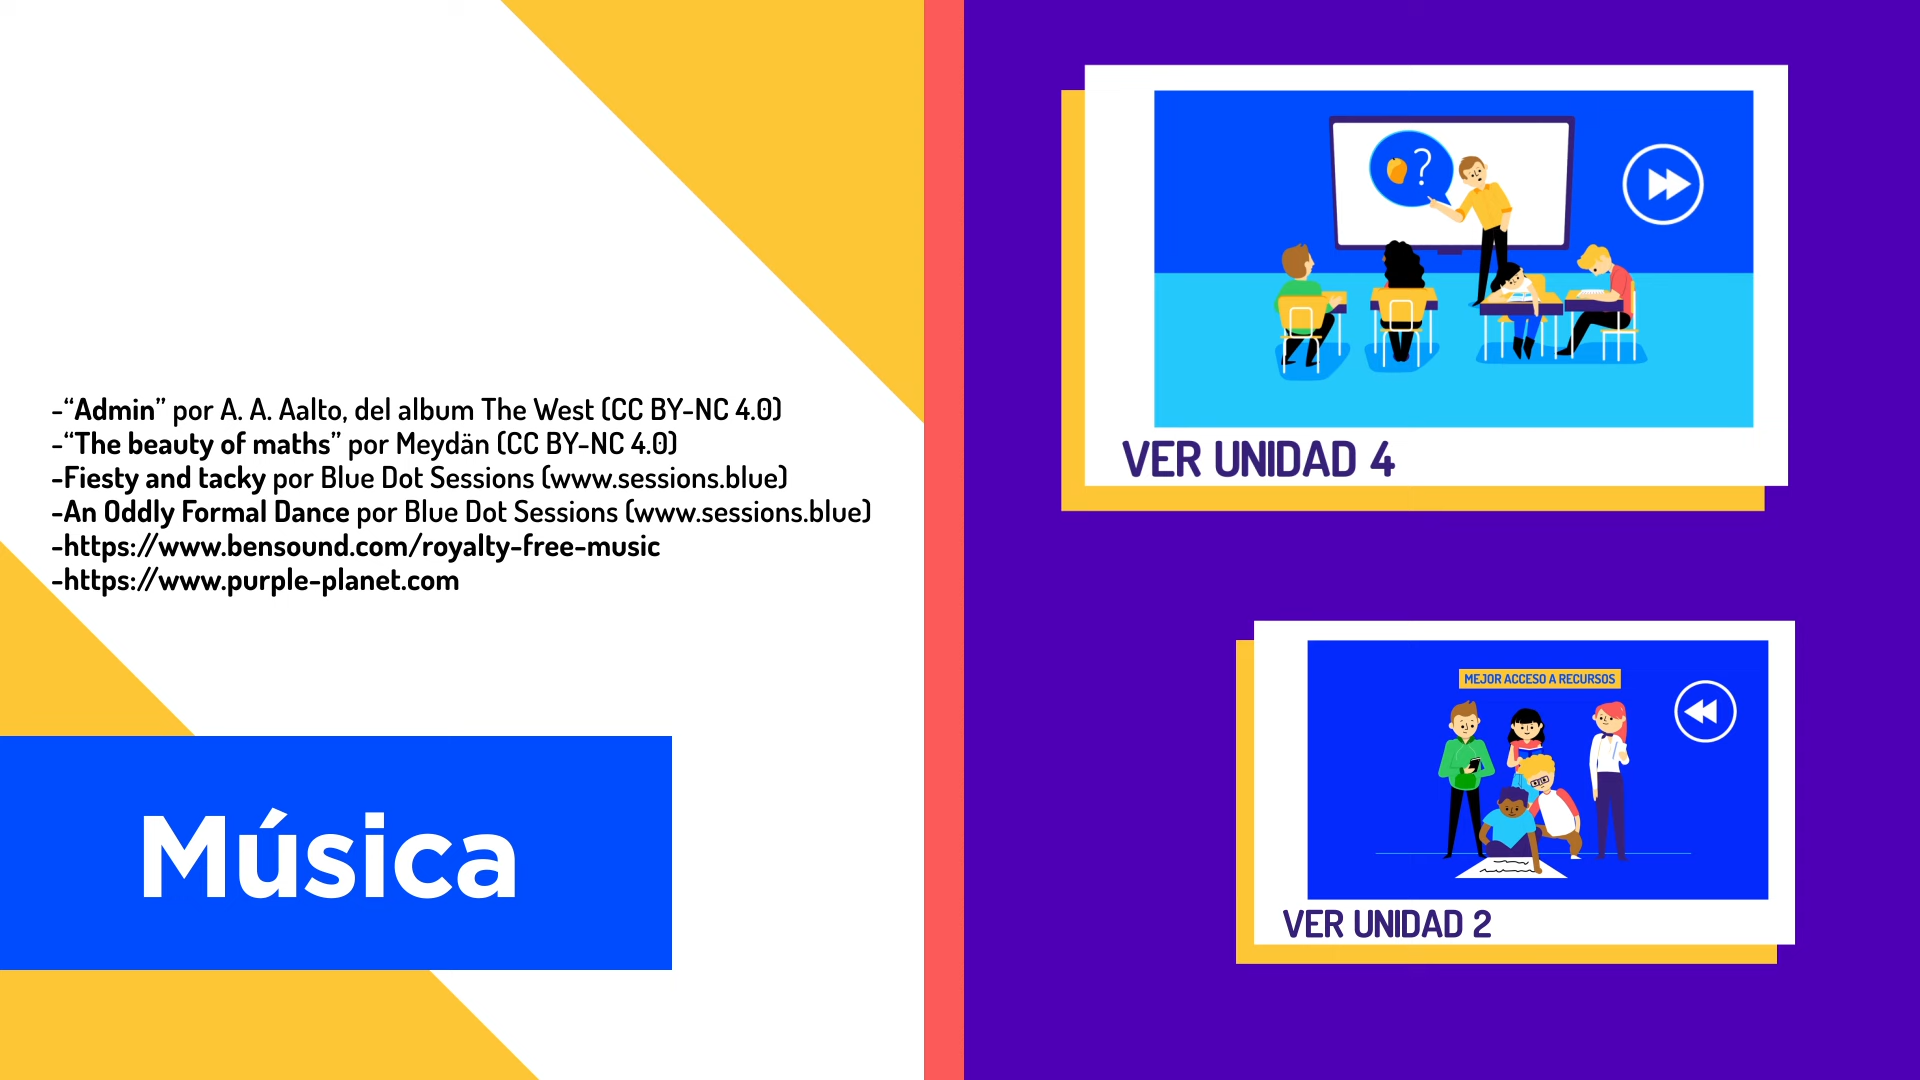 -“Admin” por A. A. Aalto, del album The West (CC BY-NC 4.0)
-“The beauty of maths” por Meydän (CC BY-NC 4.0)
-Fiesty and tacky por Blue Dot Sessions (www.sessions.blue)
-An Oddly Formal Dance por Blue Dot Sessions (www.sessions.blue)
-https://www.bensound.com/royalty-free-music
-https://www.purple-planet.com
Música
?
VER UNIDAD 4
MEJOR ACCESO A RECURSOS
VER UNIDAD 2